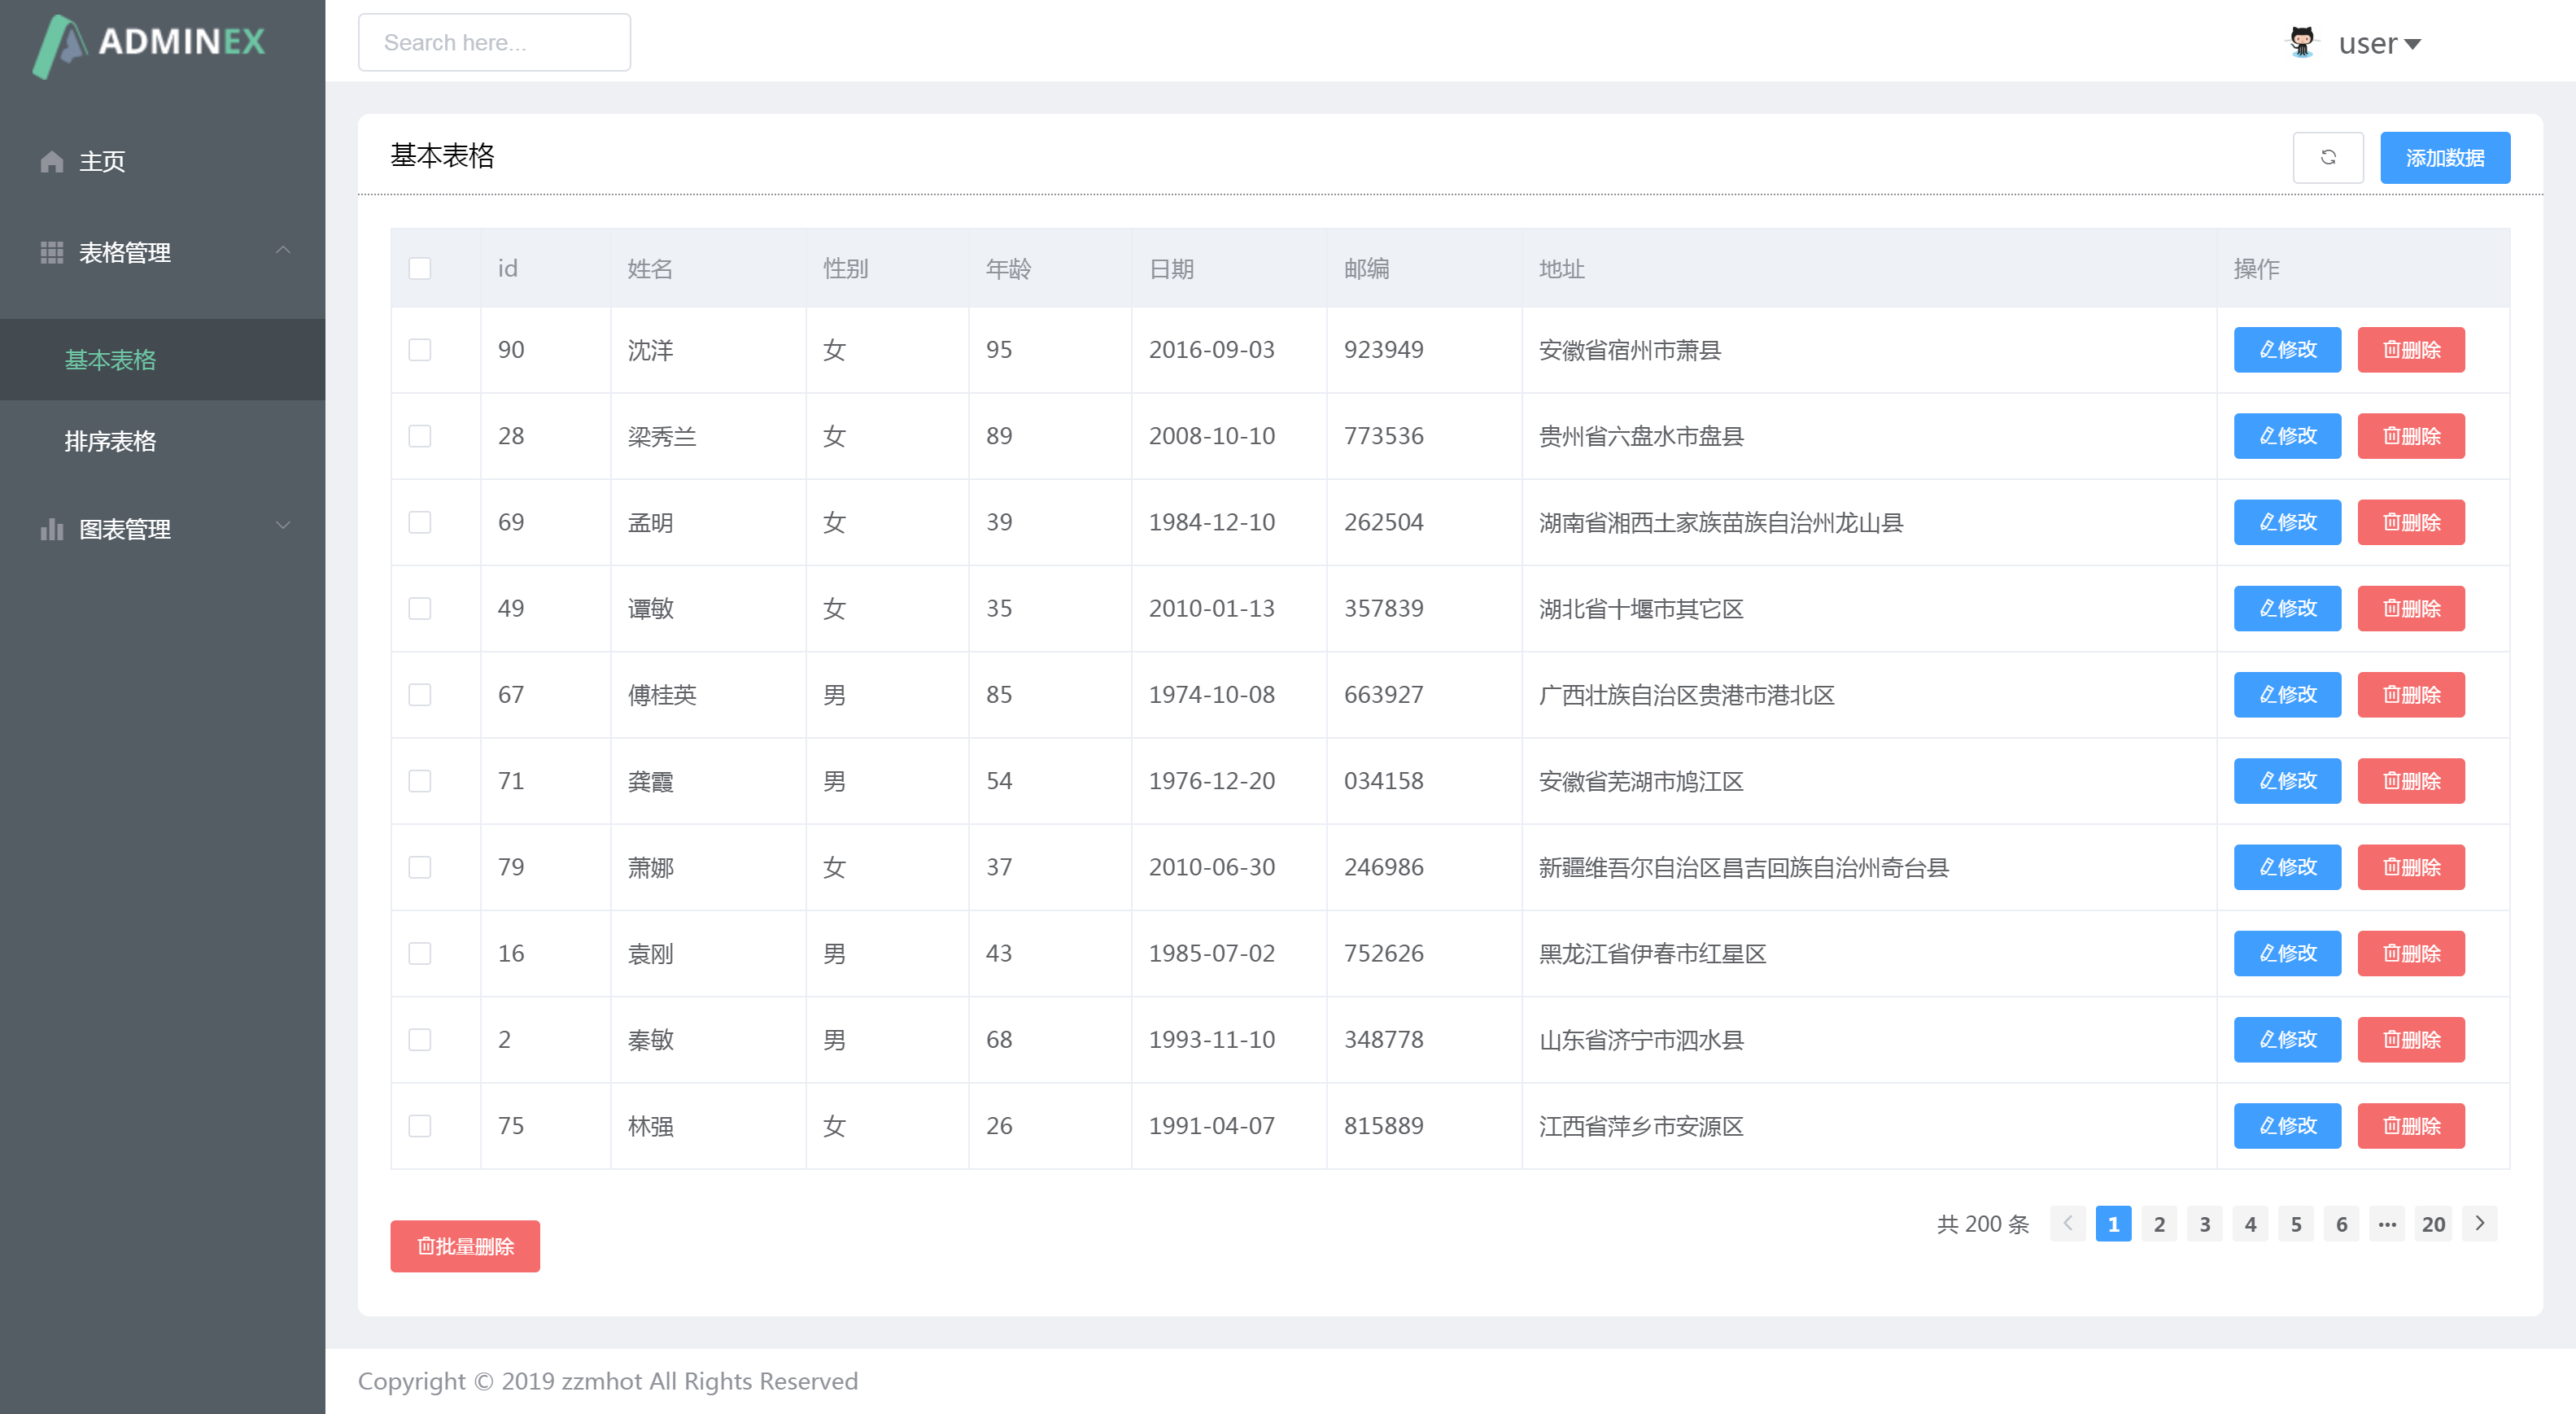 ADMINEX
Search here...
user
主页
表格管理
基本表格
排序表格
图表管理
基本表格
添加数据
id 姓名 性别 年龄 日期 邮编 地址 操作
90 沈洋 女 95 2016-09-03 923949 安徽省宿州市萧县 修改 删除
28 梁秀兰 女 89 2008-10-10 773536 贵州省六盘水市盘县 修改 删除
69 孟明 女 39 1984-12-10 262504 湖南省湘西土家族苗族自治州龙山县 修改 删除
49 谭敏 女 35 2010-01-13 357839 湖北省十堰市其它区 修改 删除
67 傅桂英 男 85 1974-10-08 663927 广西壮族自治区贵港市港北区 修改 删除
71 龚霞 男 54 1976-12-20 034158 安徽省芜湖市鸠江区 修改 删除
79 萧娜 女 37 2010-06-30 246986 新疆维吾尔自治区昌吉回族自治州奇台县 修改 删除
16 袁刚 男 43 1985-07-02 752626 黑龙江省伊春市红星区 修改 删除
2 秦敏 男 68 1993-11-10 348778 山东省济宁市泗水县 修改 删除
75 林强 女 26 1991-04-07 815889 江西省萍乡市安源区 修改 删除
批量删除
共 200 条 1 2 3 4 5 6 ··· 20
Copyright © 2019 zzmhot All Rights Reserved